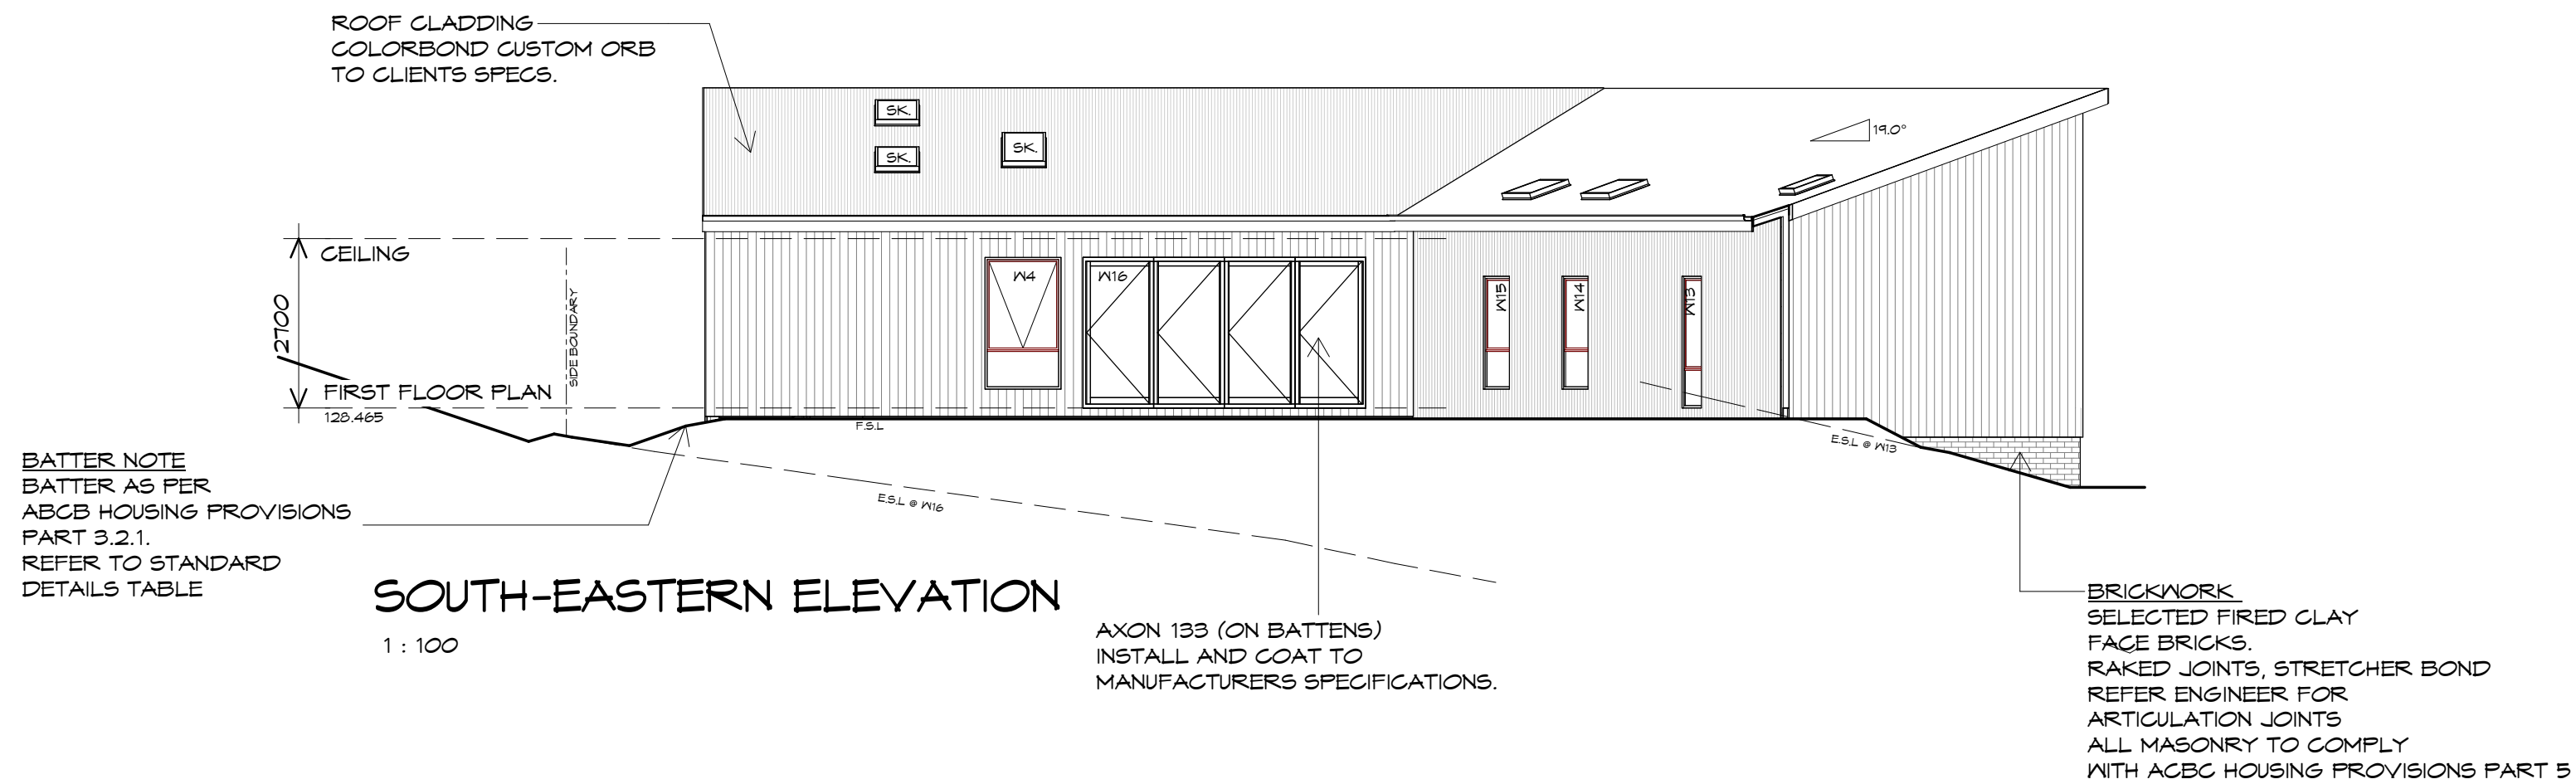 ROOF CLADDING
COLORBOND CUSTOM ORB
TO CLIENTS SPECS.
SK.
SK.
SK.
19.0°
CEILING
2700
SIDE BOUNDARY
FIRST FLOOR PLAN
128.465
W4
W16
W15
W14
W13
F.S.L
E.S.L @ W13
E.S.L @ W16
BATTER NOTE
BATTER AS PER
ABCB HOUSING PROVISIONS
PART 3.2.1.
REFER TO STANDARD
DETAILS TABLE
SOUTH-EASTERN ELEVATION
1 : 100
AXON 133 (ON BATTENS)
INSTALL AND COAT TO
MANUFACTURERS SPECIFICATIONS.
BRICKWORK
SELECTED FIRED CLAY
FACE BRICKS.
RAKED JOINTS, STRETCHER BOND
REFER ENGINEER FOR
ARTICULATION JOINTS
ALL MASONRY TO COMPLY
WITH ACBC HOUSING PROVISIONS PART 5